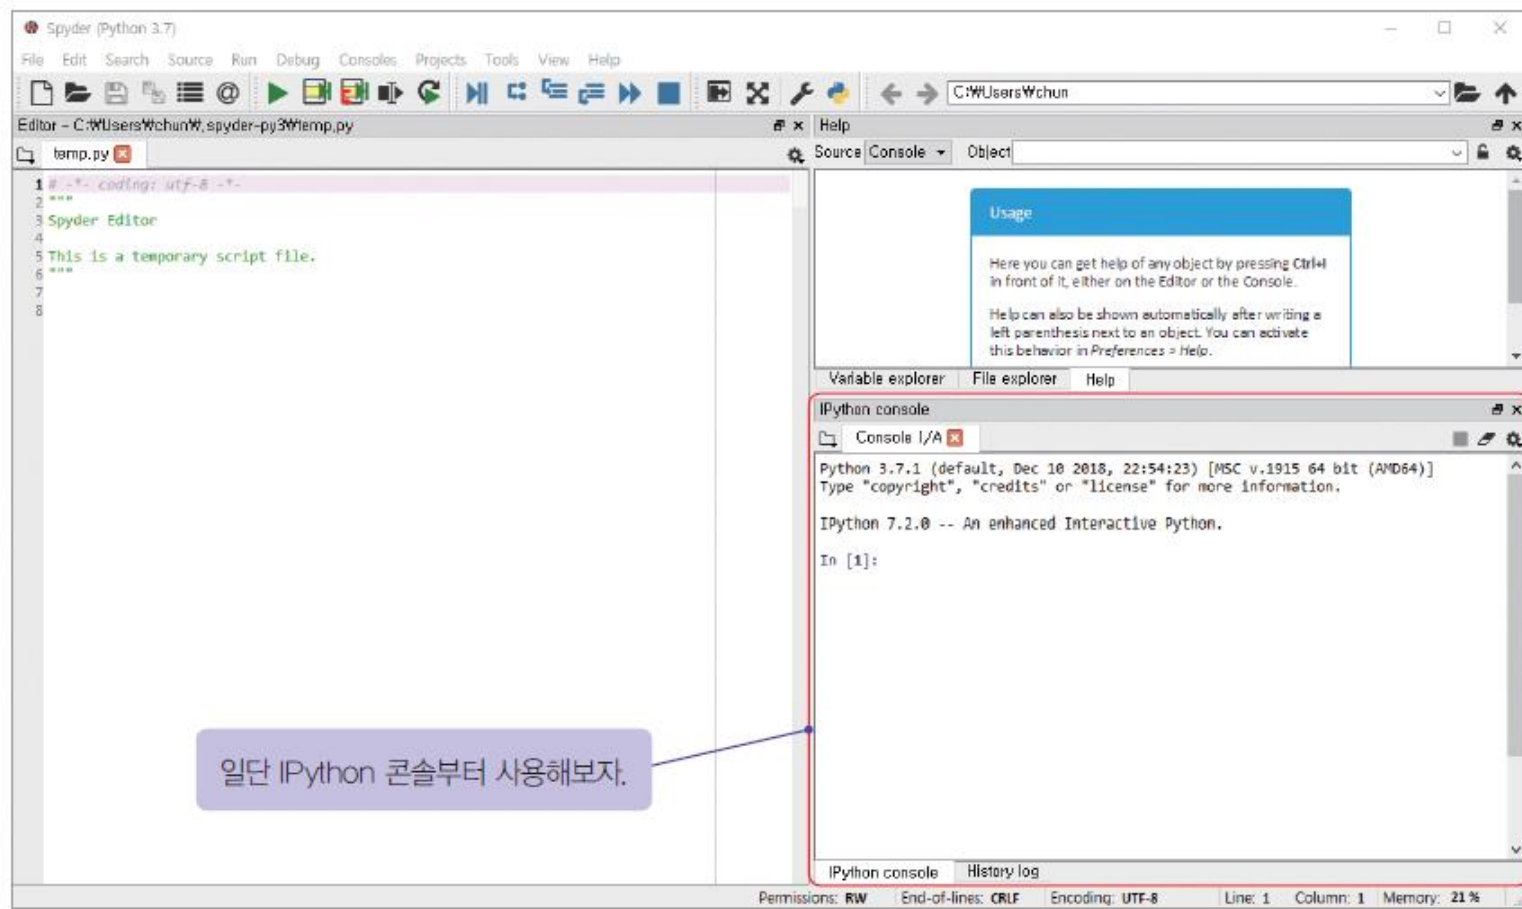 Spyder (Python 3.7)
File Edit Search Source Run Debug Consoles Projects Tools View Help
C:₩Users₩chun
Editor – C:₩Users₩chun₩.spyder-py3₩temp.py
temp.py
1 # -*- coding: utf-8 -*-
2 """
3 Spyder Editor
4
5 This is a temporary script file.
6 """
7
8
Help
Source Console Object
Usage
Here you can get help of any object by pressing Ctrl+I
in front of it, either on the Editor or the Console.
Help can also be shown automatically after writing a
left parenthesis next to an object. You can activate
this behavior in Preferences > Help.
Variable explorer File explorer Help
IPython console
Console 1/A
Python 3.7.1 (default, Dec 10 2018, 22:54:23) [MSC v.1915 64 bit (AMD64)]
Type "copyright", "credits" or "license" for more information.
IPython 7.2.0 -- An enhanced Interactive Python.
In [1]:
일단 IPython 콘솔부터 사용해보자.
IPython console History log
Permissions: RW End-of-lines: CRLF Encoding: UTF-8 Line: 1 Column: 1 Memory: 21 %